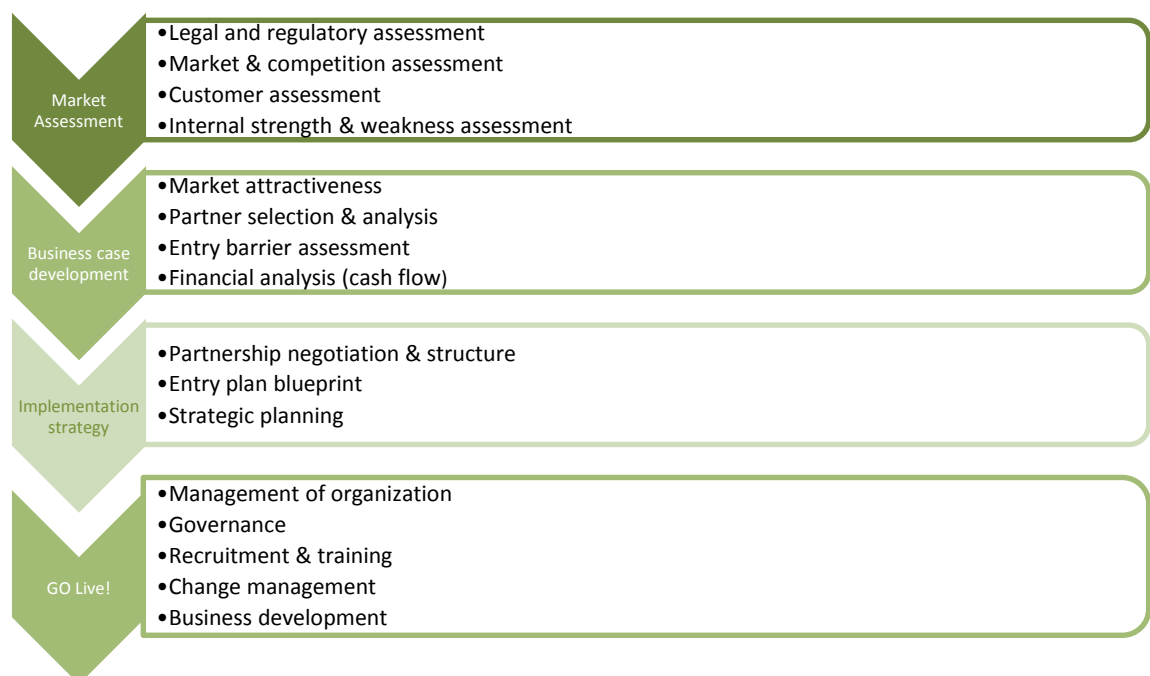 Market
Assessment
•Legal and regulatory assessment
•Market & competition assessment
•Customer assessment
•Internal strength & weakness assessment
Business case
development
•Market attractiveness
•Partner selection & analysis
•Entry barrier assessment
•Financial analysis (cash flow)
Implementation
strategy
•Partnership negotiation & structure
•Entry plan blueprint
•Strategic planning
GO Live!
•Management of organization
•Governance
•Recruitment & training
•Change management
•Business development